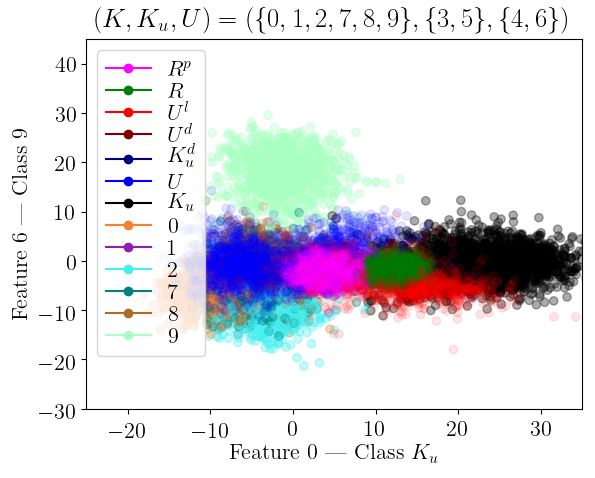 (K, K_u, U) = ({0, 1, 2, 7, 8, 9}, {3, 5}, {4, 6})
Feature 6 — Class 9
40
30
20
10
0
−10
−20
−30
R^p
R
U^l
U^d
K_u^d
U
K_u
0
1
2
7
8
9
−20 −10 0 10 20 30
Feature 0 — Class K_u